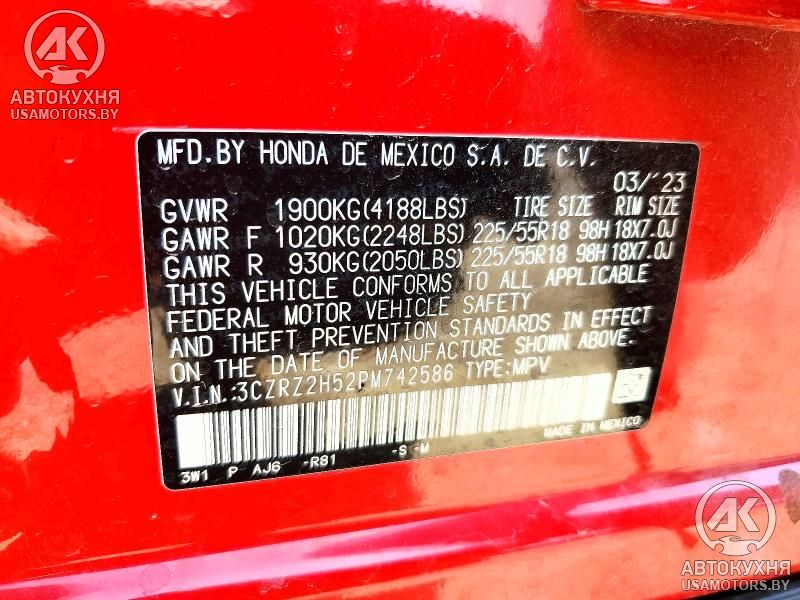 AK
АВТОКУХНЯ
USAMOTORS.BY
MFD.BY HONDA DE MEXICO S.A. DE C.V.
03/'23
GVWR 1900KG(4188LBS) TIRE SIZE RIM SIZE
GAWR F 1020KG(2248LBS) 225/55R18 98H 18X7.0J
GAWR R 930KG(2050LBS) 225/55R18 98H 18X7.0J
THIS VEHICLE CONFORMS TO ALL APPLICABLE
FEDERAL MOTOR VEHICLE SAFETY
AND THEFT PREVENTION STANDARDS IN EFFECT
ON THE DATE OF MANUFACTURE SHOWN ABOVE.
V.I.N.:3CZRZ2H52PM742586 TYPE:MPV
MADE IN MEXICO
3W1 P AJ6 -R81 -S -M
AK
АВТОКУХНЯ
USAMOTORS.BY